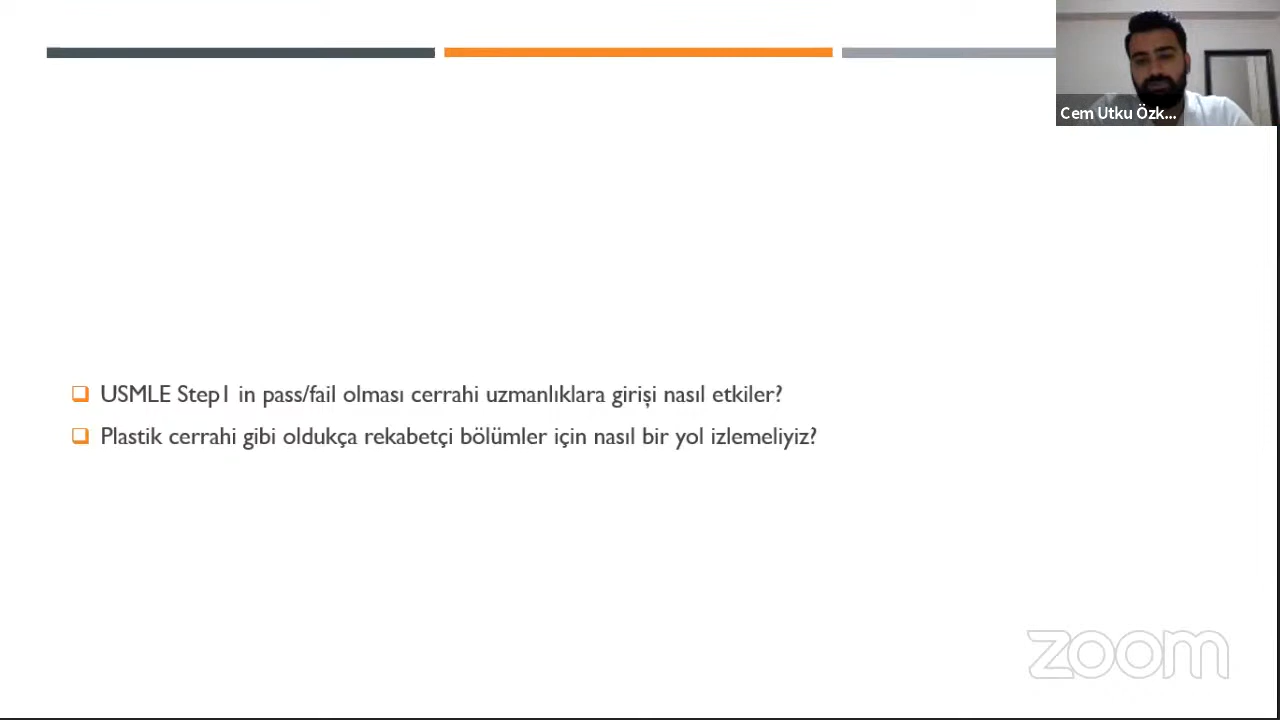 Cem Utku Özk...
USMLE Step1 in pass/fail olması cerrahi uzmanlıklara girişi nasıl etkiler?
Plastik cerrahi gibi oldukça rekabetçi bölümler için nasıl bir yol izlemeliyiz?
zoom